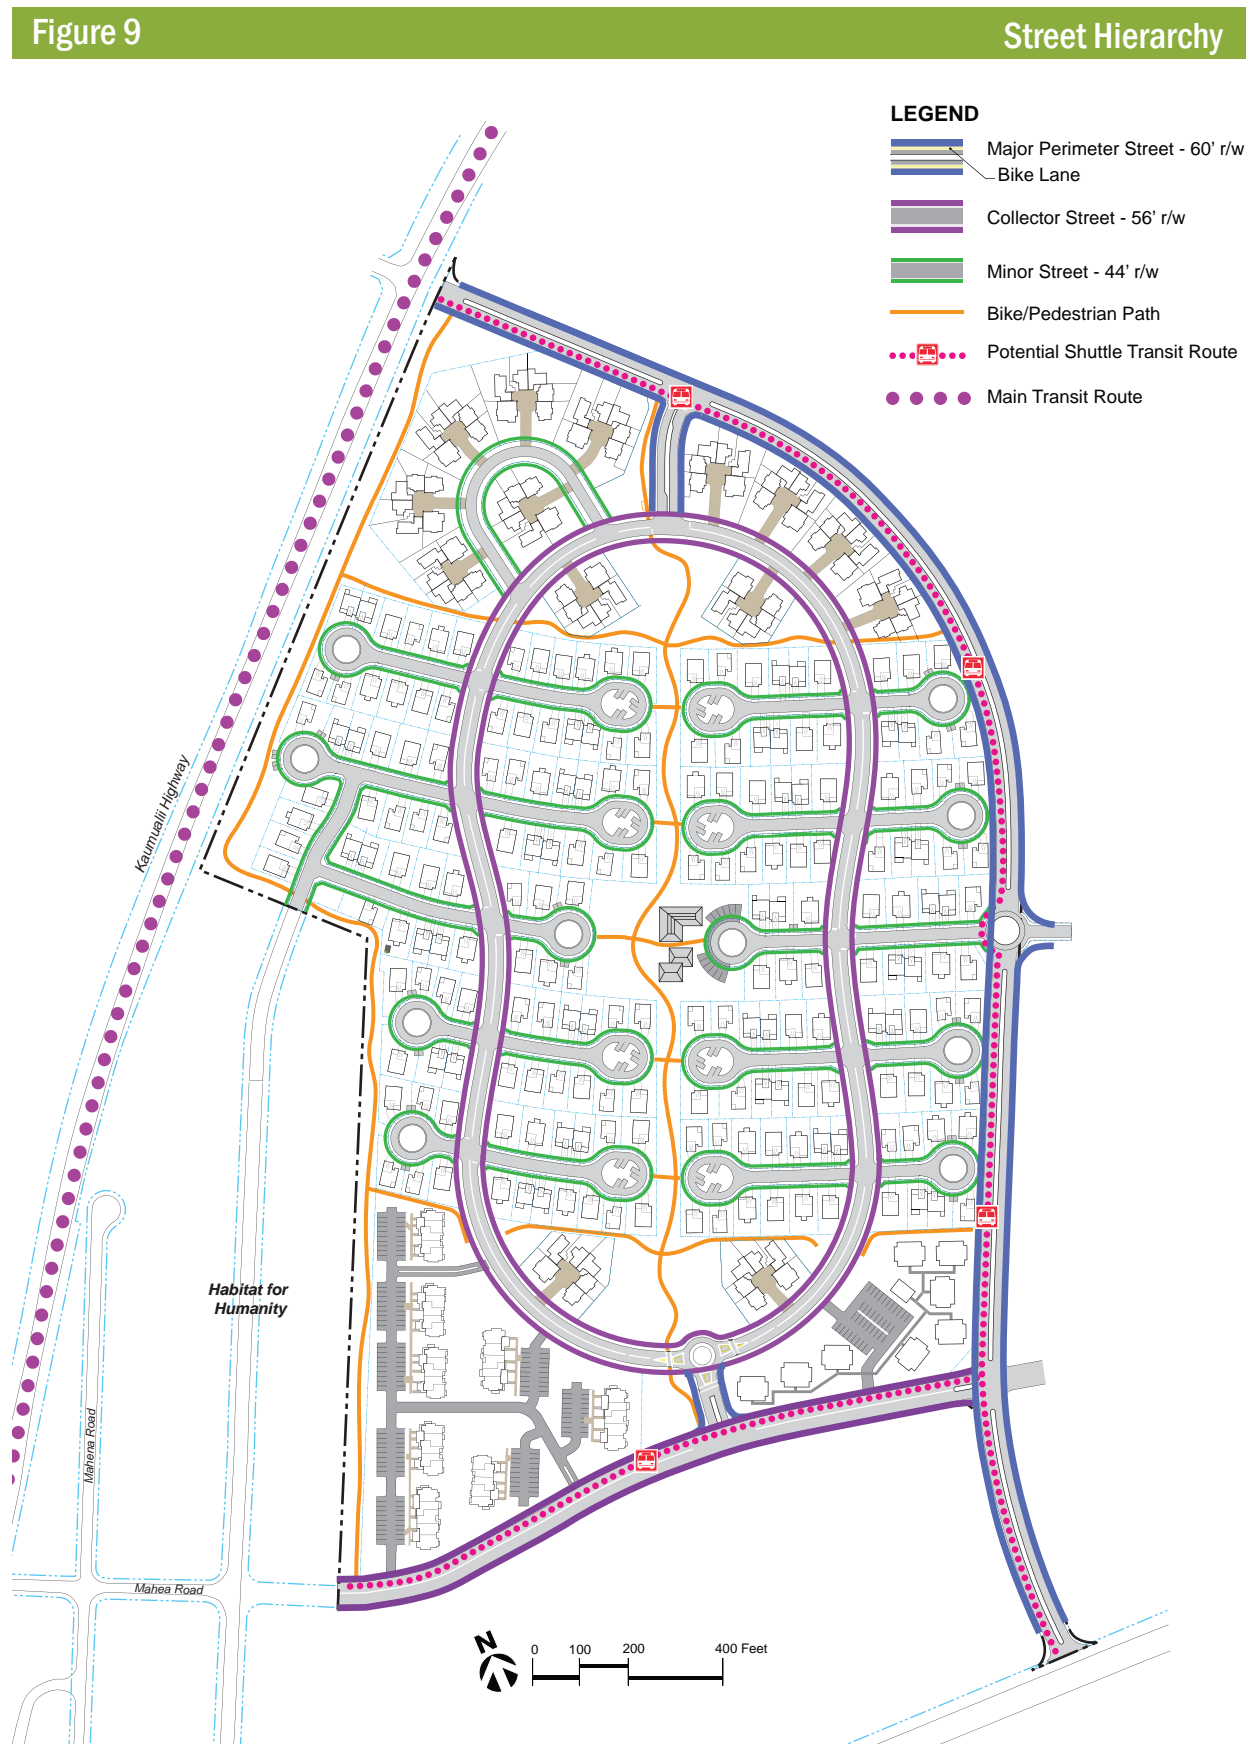 Figure 9
Street Hierarchy
LEGEND
Major Perimeter Street - 60' r/w
Bike Lane
Collector Street - 56' r/w
Minor Street - 44' r/w
Bike/Pedestrian Path
Potential Shuttle Transit Route
Main Transit Route
Kaumualii Highway
Habitat for
Humanity
Mahena Road
Mahea Road
N
0 100 200 400 Feet